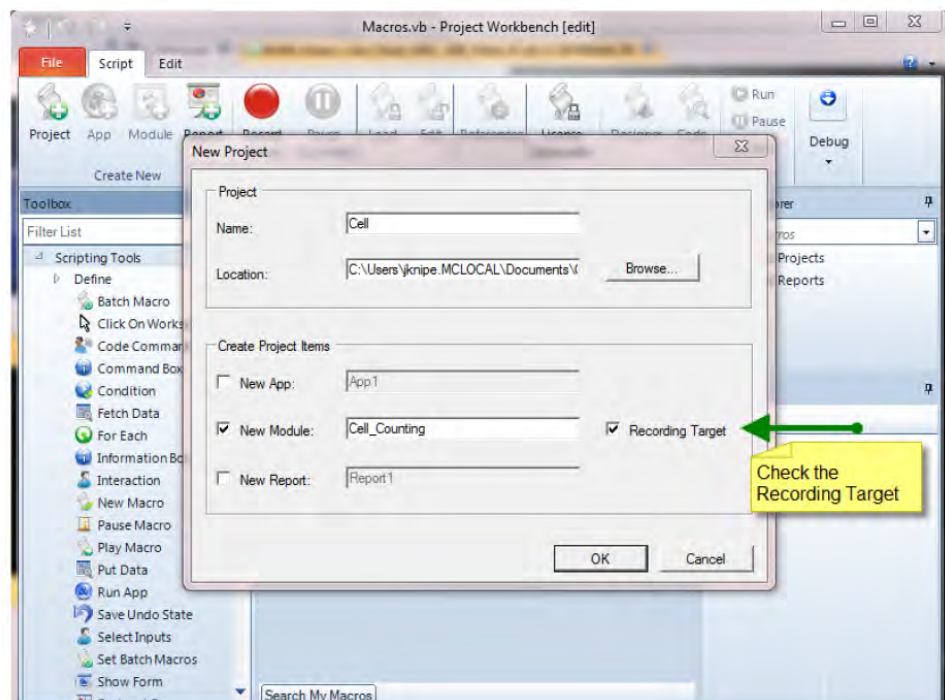 Macros.vb - Project Workbench [edit]
File Script Edit
Project App Module Report Record Pause Load Edit References License Designer Code
Run
Pause
Debug
Create New
New Project
Project
Name: Cell
Location: C:\Users\jknipe.MCLOCAL\Documents\( Browse...
Create Project Items
New App: App1
New Module: Cell_Counting Recording Target
New Report: Report1
OK Cancel
Check the
Recording Target
Toolbox
Filter List
Scripting Tools
Define
Batch Macro
Click On Works
Code Comman
Command Box
Condition
Fetch Data
For Each
Information Bo
Interaction
New Macro
Pause Macro
Play Macro
Put Data
Run App
Save Undo State
Select Inputs
Set Batch Macros
Show Form
Projects
Reports
Search My Macros